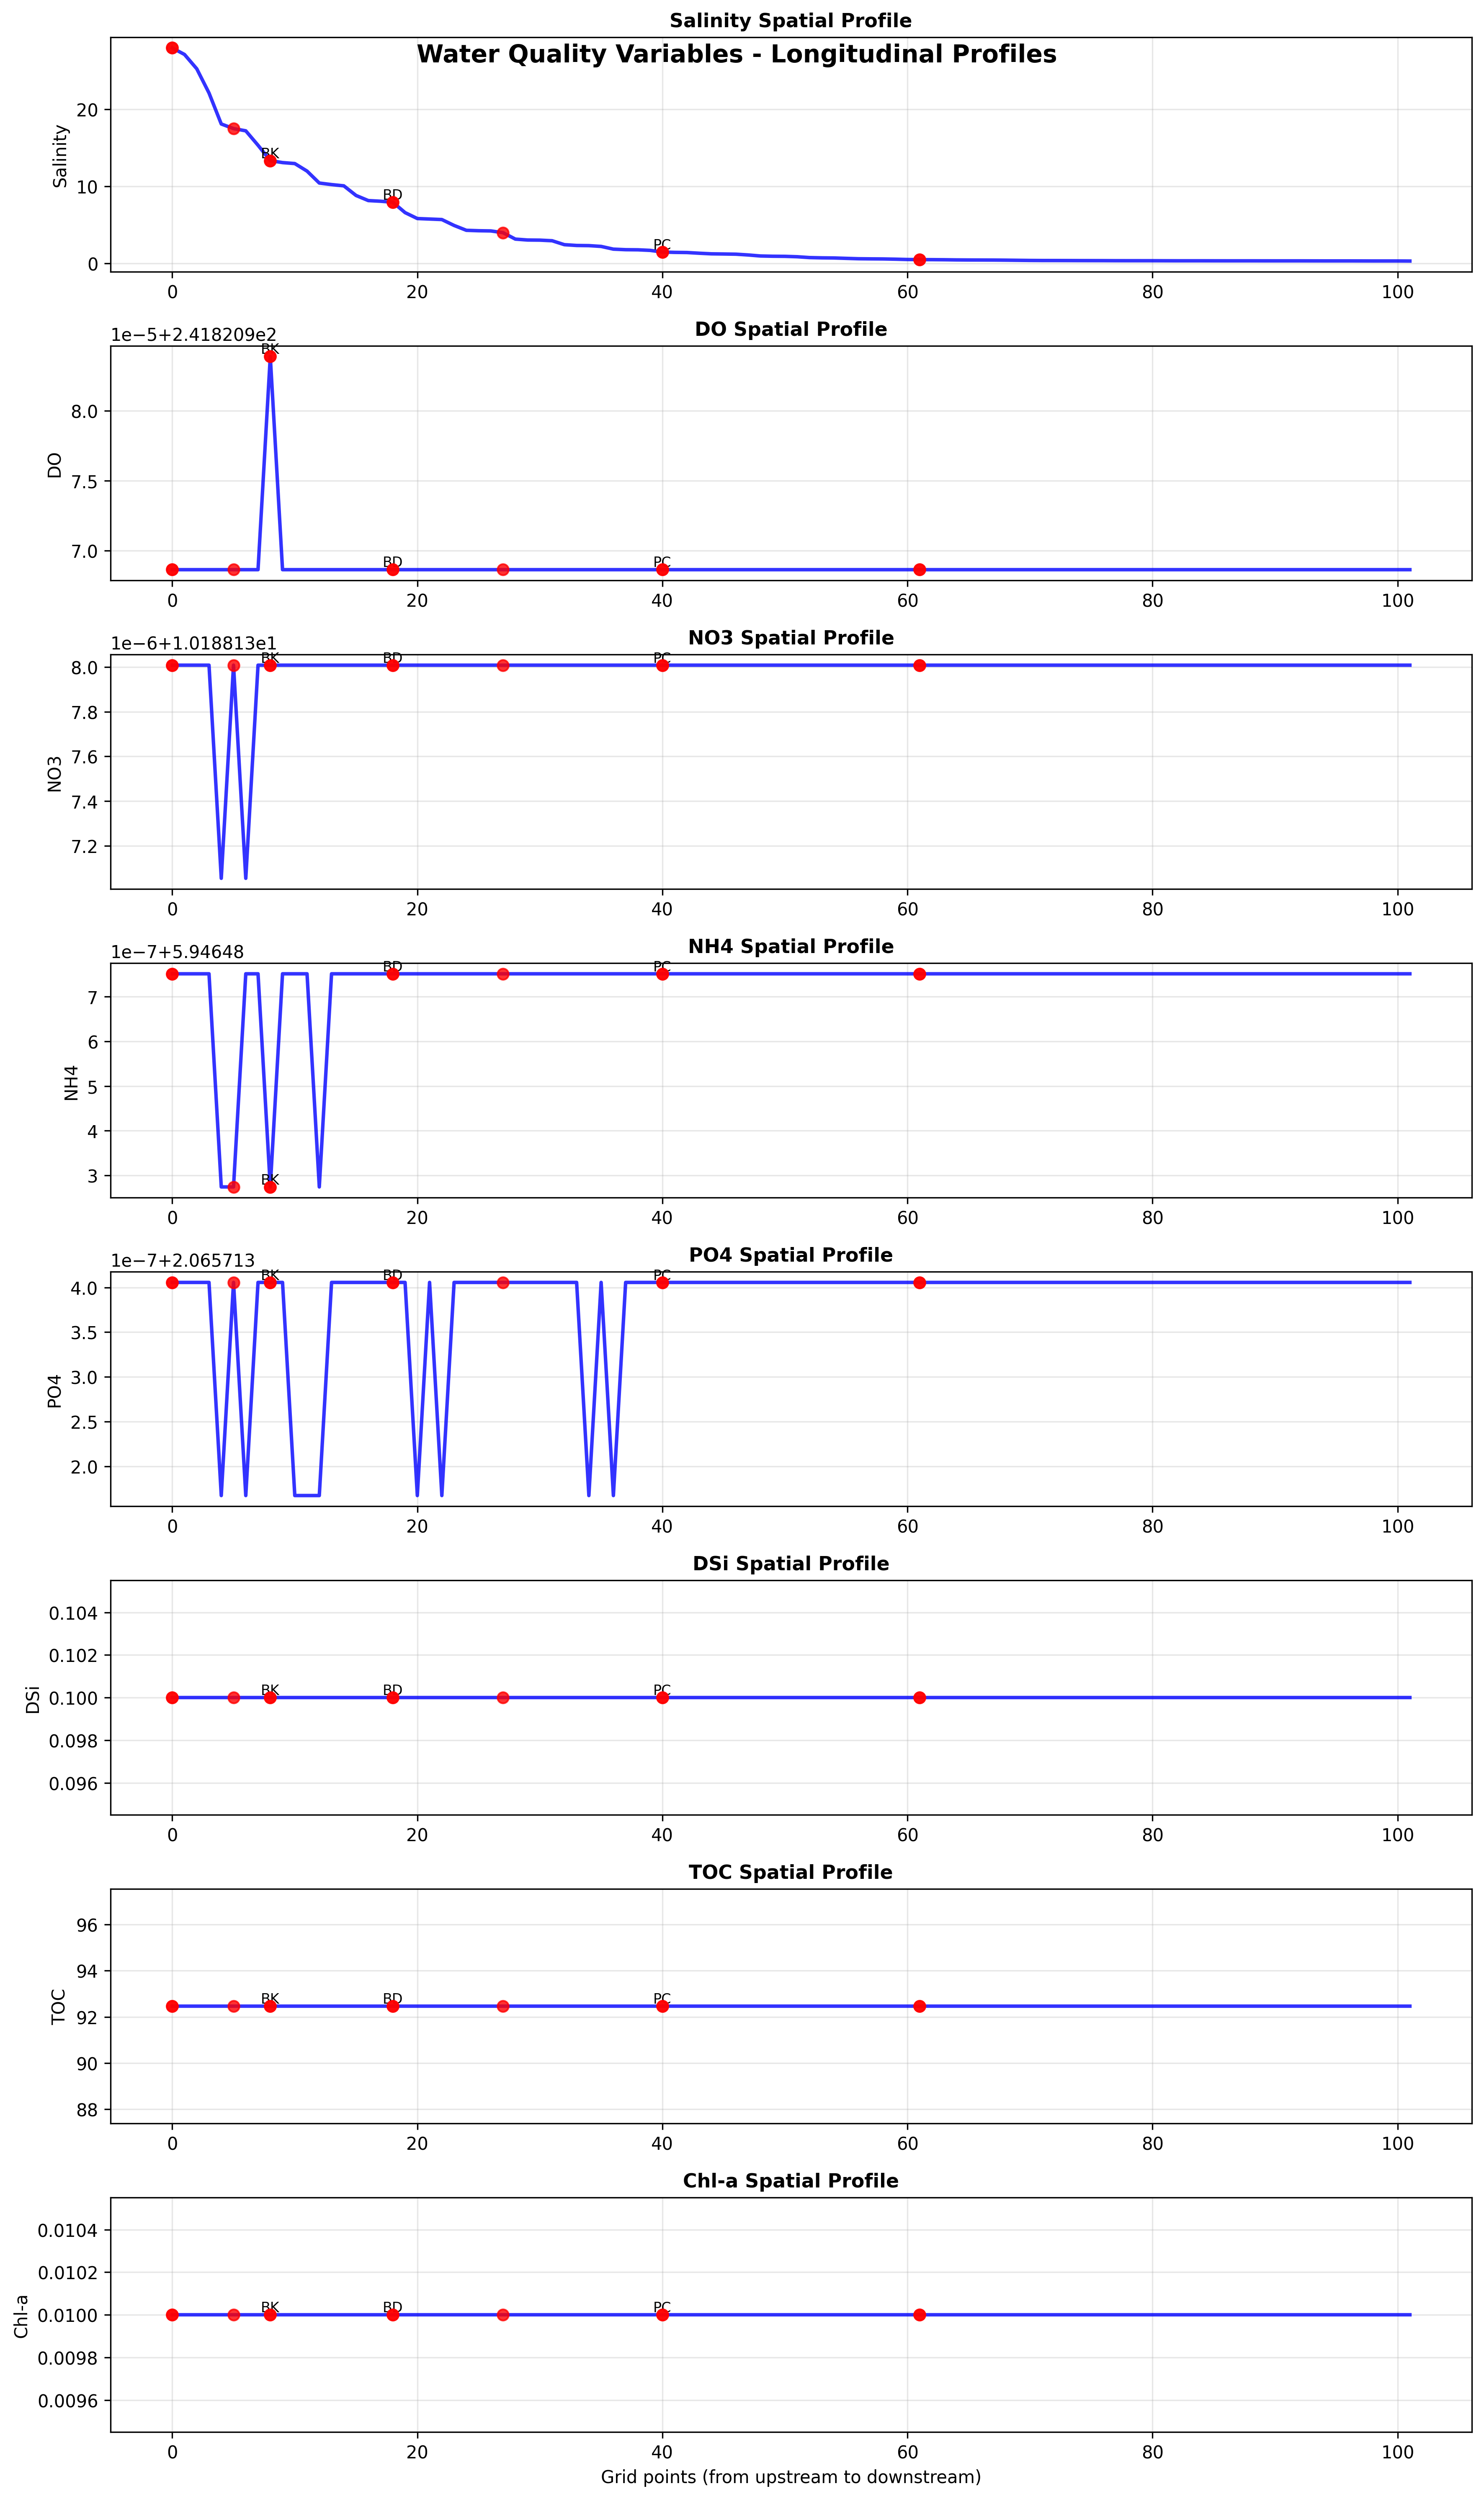 Salinity Spatial Profile
Water Quality Variables - Longitudinal Profiles
Salinity
20
10
0
BK
BD
PC
0 20 40 60 80 100
DO Spatial Profile
1e−5+2.418209e2
DO
8.0
7.5
7.0
BK
BD
PC
0 20 40 60 80 100
NO3 Spatial Profile
1e−6+1.018813e1
NO3
8.0
7.8
7.6
7.4
7.2
BK
BD
PC
0 20 40 60 80 100
NH4 Spatial Profile
1e−7+5.94648
NH4
7
6
5
4
3
BD
PC
BK
0 20 40 60 80 100
PO4 Spatial Profile
1e−7+2.065713
PO4
4.0
3.5
3.0
2.5
2.0
BK
BD
PC
0 20 40 60 80 100
DSi Spatial Profile
DSi
0.104
0.102
0.100
0.098
0.096
BK
BD
PC
0 20 40 60 80 100
TOC Spatial Profile
TOC
96
94
92
90
88
BK
BD
PC
0 20 40 60 80 100
Chl-a Spatial Profile
Chl-a
0.0104
0.0102
0.0100
0.0098
0.0096
BK
BD
PC
0 20 40 60 80 100
Grid points (from upstream to downstream)